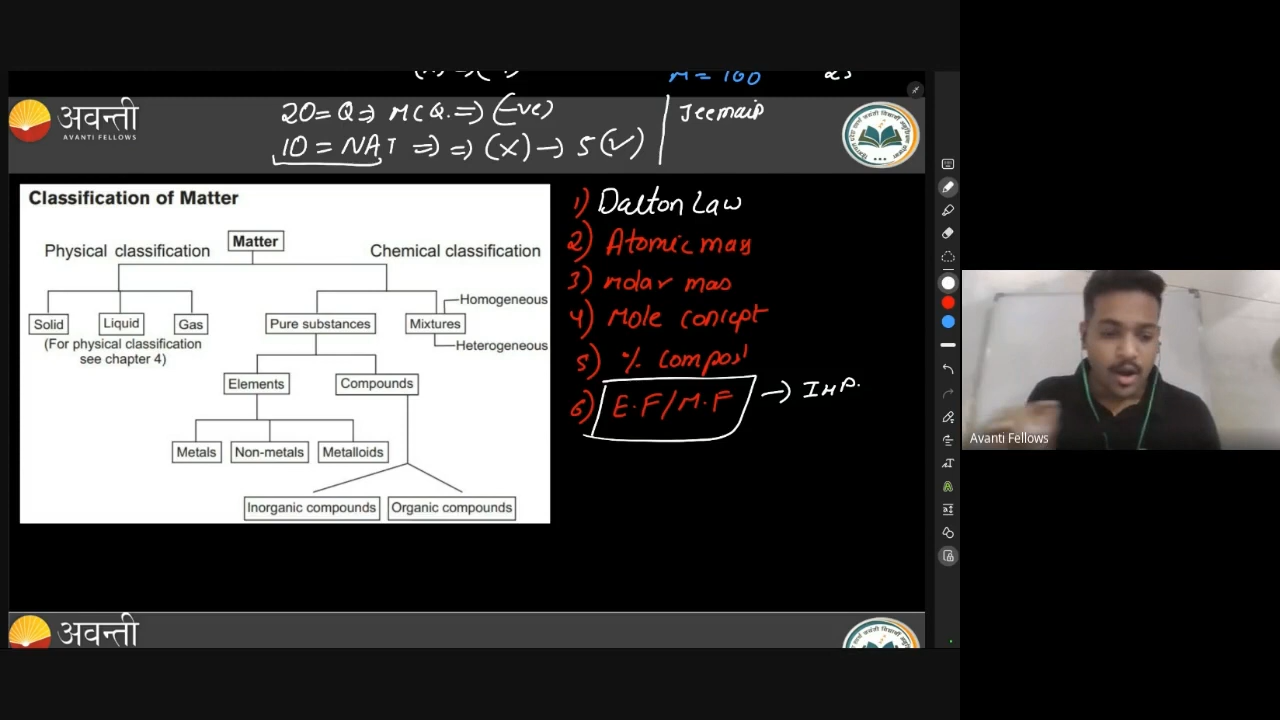 M = 100
20 = Q ⇒ MCQ. ⇒ (-ve)
Jeemain
10 = NAT ⇒ ⇒ (X) → 5(✓)
अवन्ती
AVANTI FELLOWS
Classification of Matter
Physical classification
Matter
Chemical classification
Homogeneous
Solid
Liquid
Gas
Pure substances
Mixtures
(For physical classification
see chapter 4)
Heterogeneous
Elements
Compounds
Metals
Non-metals
Metalloids
Inorganic compounds
Organic compounds
1) Dalton Law
2) Atomic mass
3) molar mas
4) Mole concept
5) % compos
6) E.F/M.F → IMP.
Avanti Fellows
अवन्ती